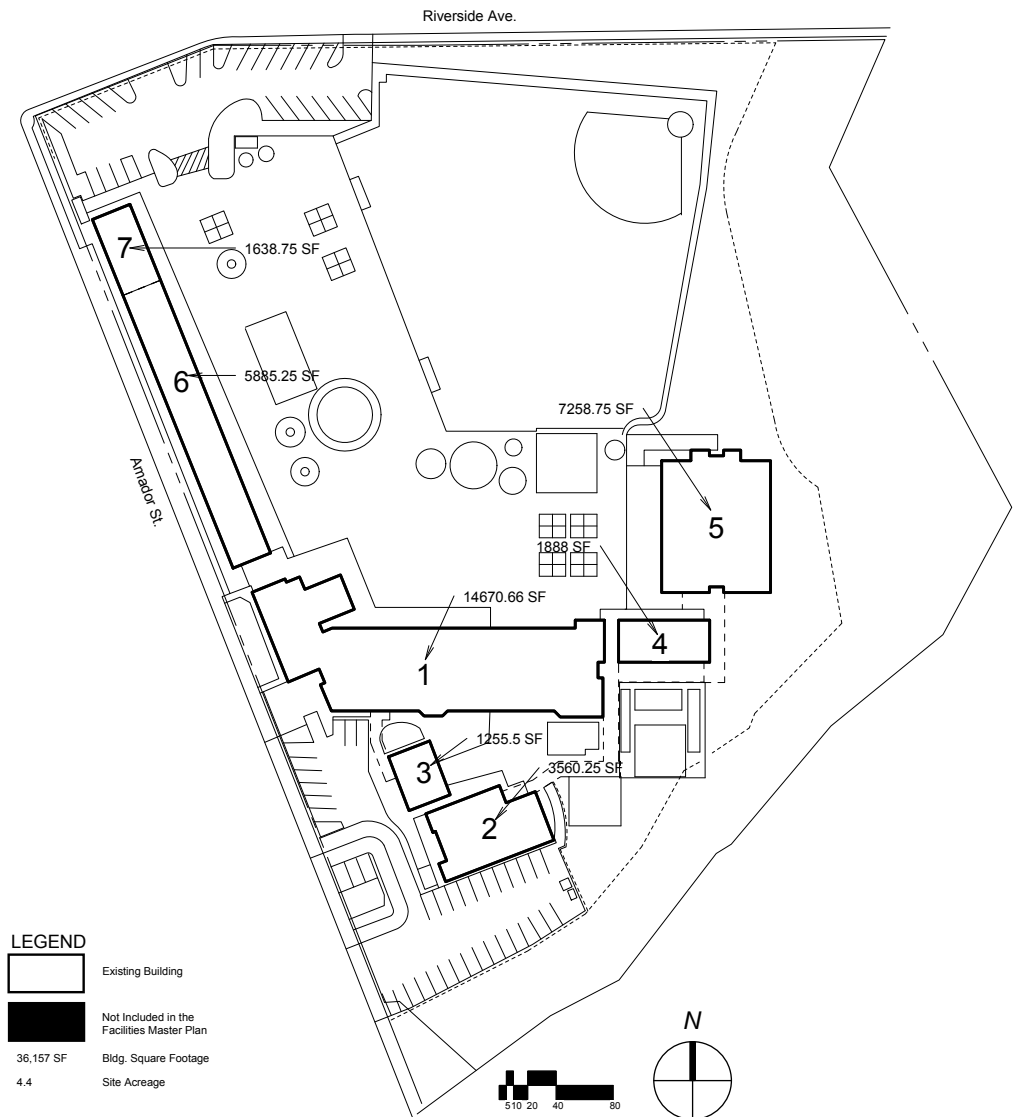 Riverside Ave.
7
1638.75 SF
6
5885.25 SF
Amador St.
7258.75 SF
5
1888 SF
14670.66 SF
4
1
1255.5 SF
3
3560.25 SF
2
LEGEND
Existing Building
Not Included in the
Facilities Master Plan
36,157 SF Bldg. Square Footage
4.4 Site Acreage
N
5 10 20 40 80